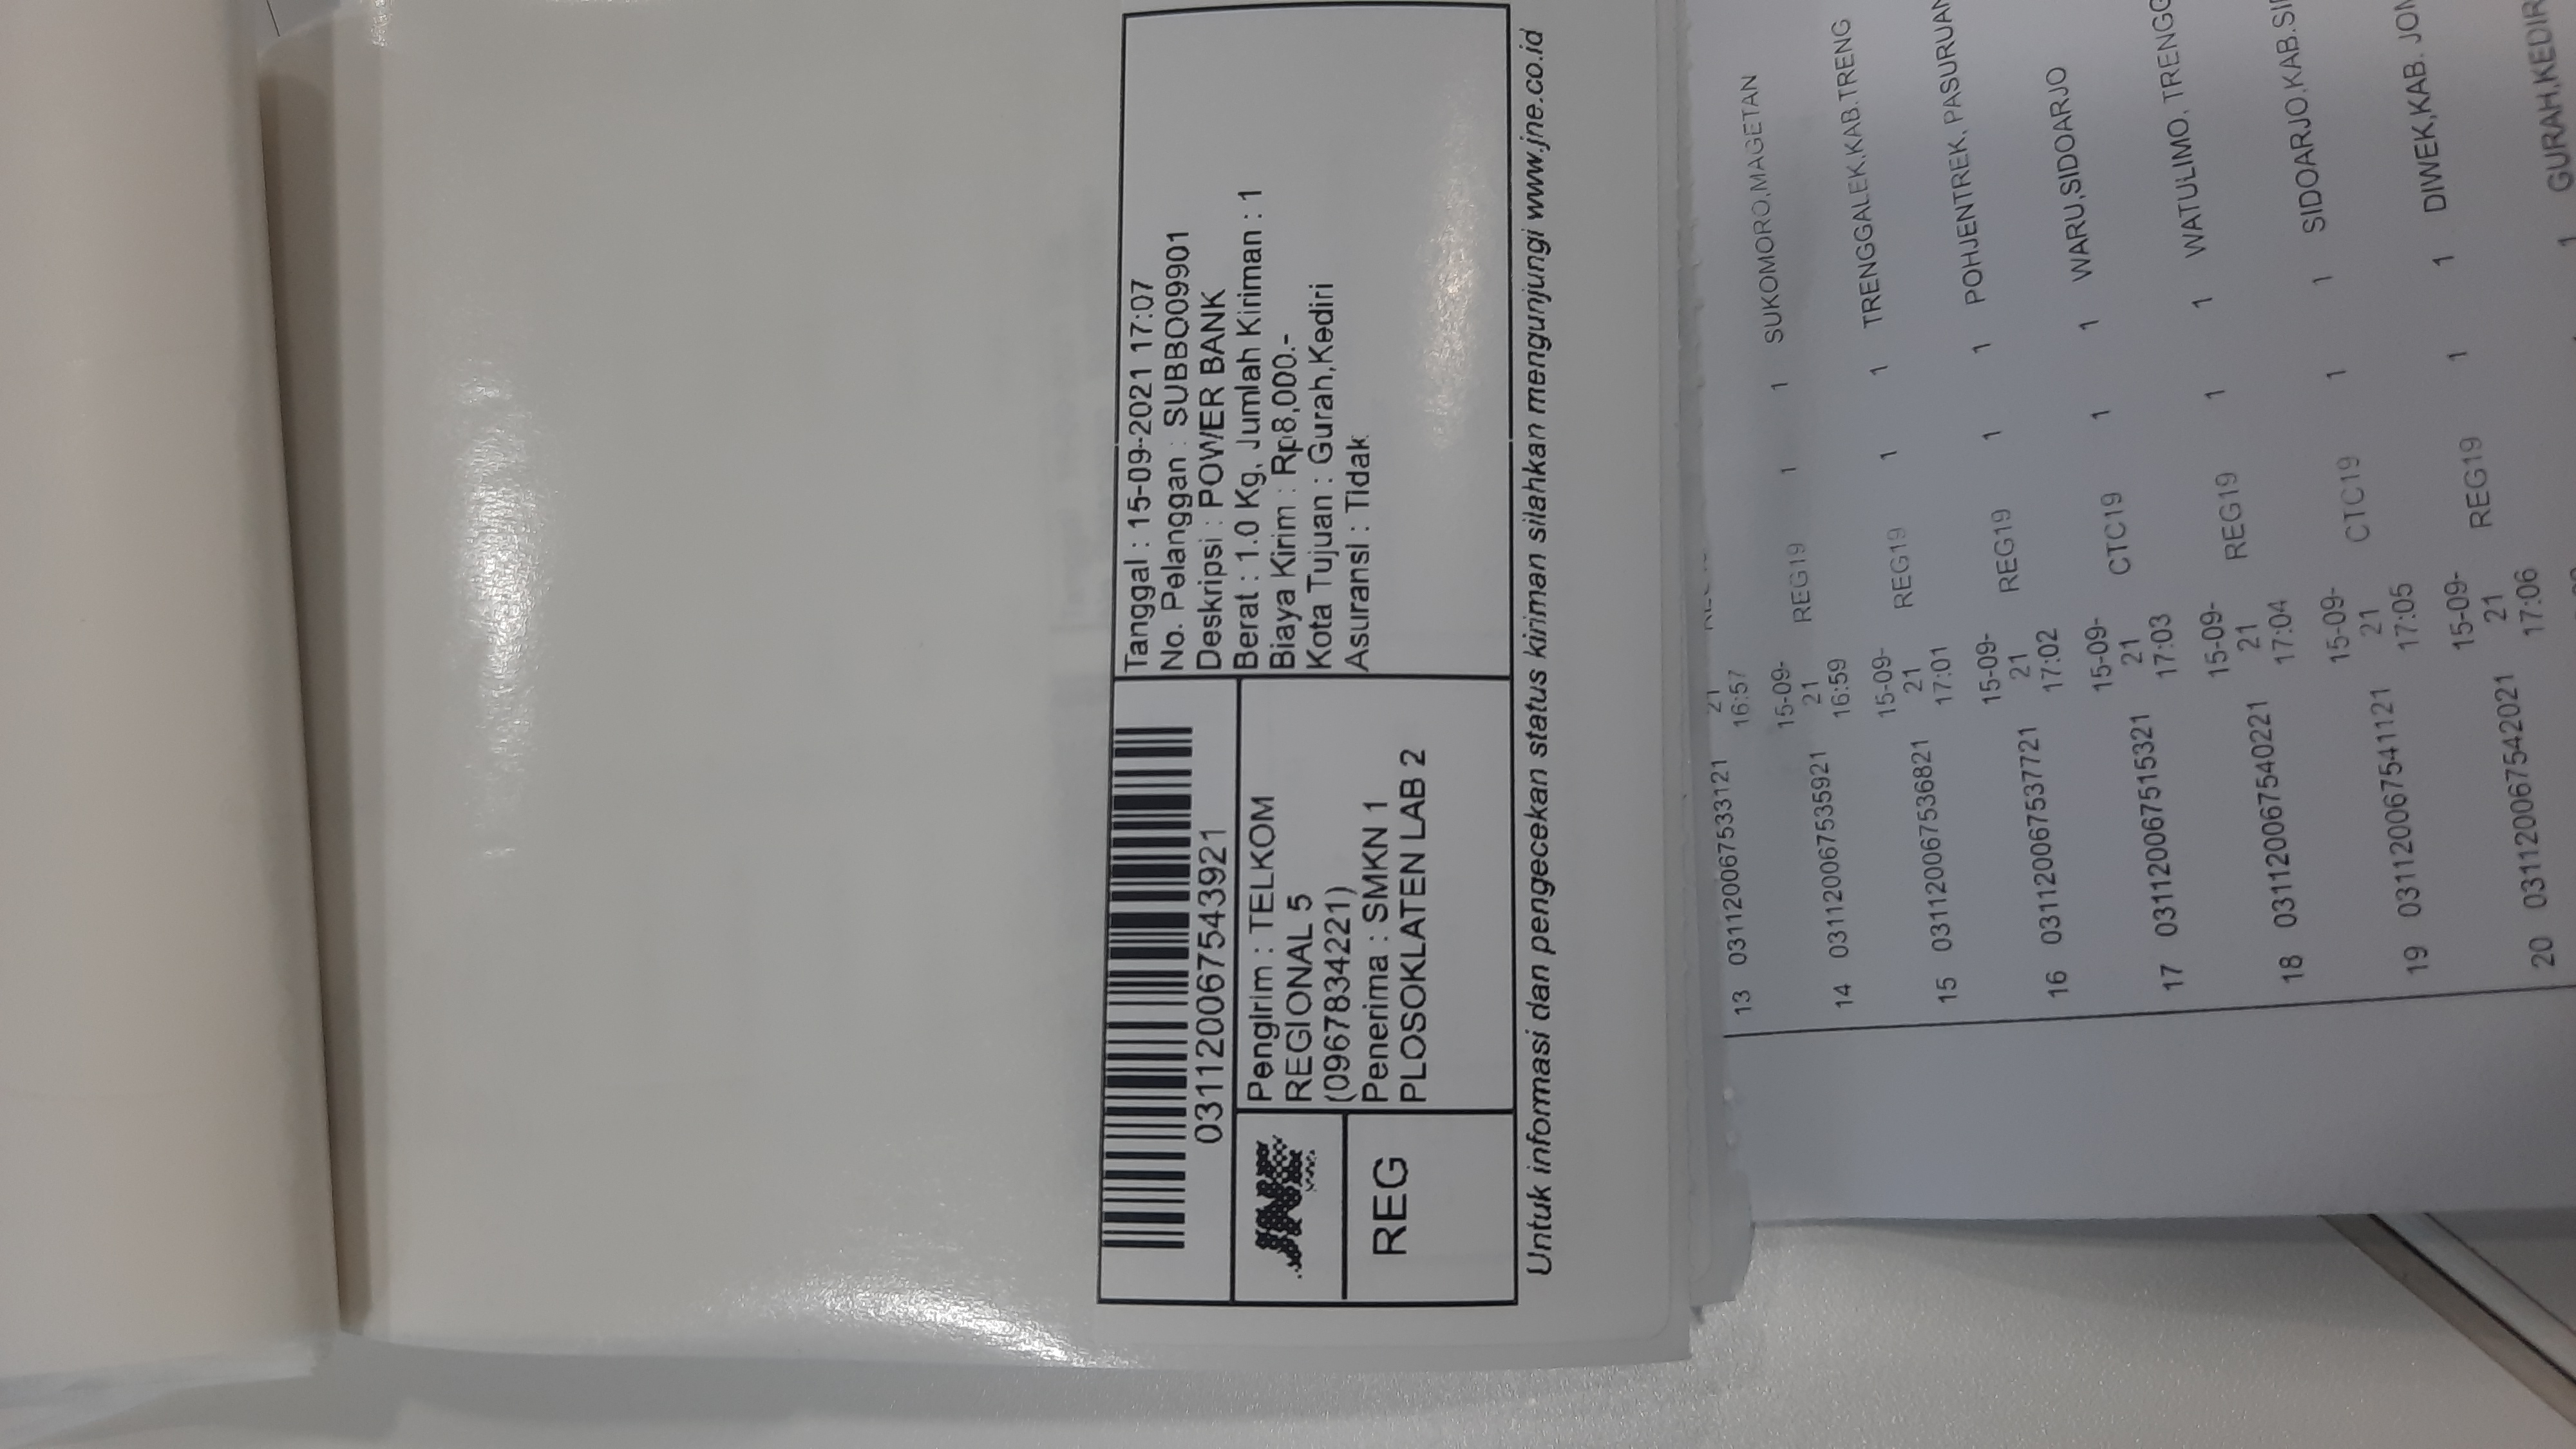 031120067543921
JNE
REG
Pengirim : TELKOM
REGIONAL 5
(0967834221)
Penerima : SMKN 1
PLOSOKLATEN LAB 2
Tanggal : 15-09-2021 17:07
No. Pelanggan : SUBBO09901
Deskripsi : POWER BANK
Berat : 1.0 Kg, Jumlah Kiriman : 1
Biaya Kirim : Rp8,000.-
Kota Tujuan : Gurah,Kediri
Asuransi : Tidak
Untuk informasi dan pengecekan status kiriman silahkan mengunjungi www.jne.co.id
13 031120067533121 21
16:57
15-09-
14 031120067535921 21 REG19 1 1 SUKOMORO,MAGETAN
16:59
15-09-
15 031120067536821 21 REG19 1 1 TRENGGALEK,KAB.TRENG
17:01
15-09-
16 031120067537721 21 REG19 1 1 POHJENTREK, PASURUAN
17:02
15-09-
17 031120067515321 21 CTC19 1 1 WARU,SIDOARJO
17:03
15-09-
18 031120067540221 21 REG19 1 1 WATULIMO, TRENGG
17:04
15-09-
19 031120067541121 21 CTC19 1 1 SIDOARJO,KAB.SI
17:05
15-09-
20 031120067542021 21 REG19 1 1 DIWEK,KAB. JOM
17:06
1 GURAH,KEDIR